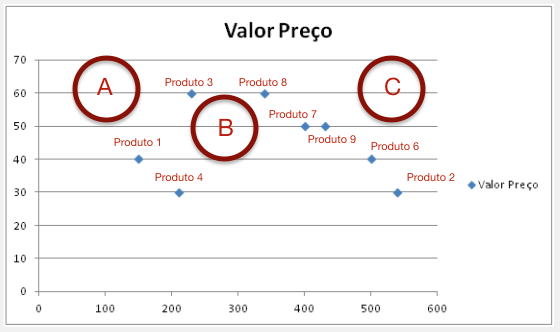 Valor Preço
70
A
Produto 3
Produto 8
C
60
B
Produto 7
50
Produto 1
Produto 9
Produto 6
40
Produto 4
Produto 2
Valor Preço
30
20
10
0
0 100 200 300 400 500 600